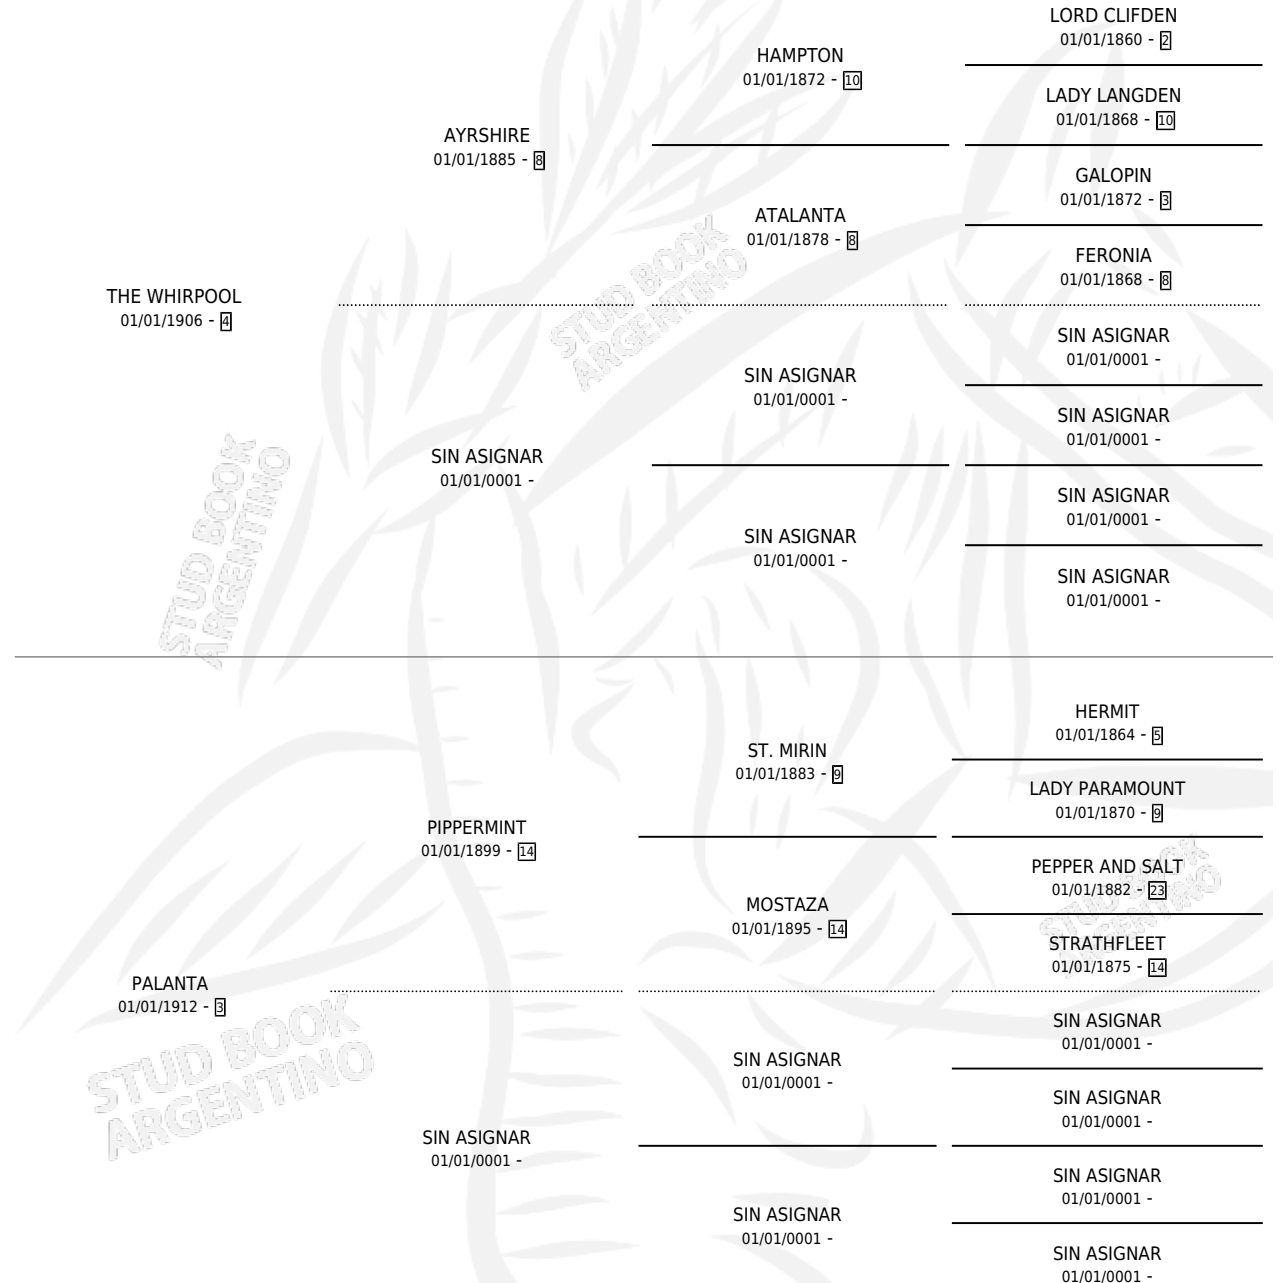 LORD CLIFDEN
01/01/1860 - 2
HAMPTON
01/01/1872 - 10
LADY LANGDEN
01/01/1868 - 10
AYRSHIRE
01/01/1885 - 8
GALOPIN
01/01/1872 - 3
ATALANTA
01/01/1878 - 8
FERONIA
01/01/1868 - 8
THE WHIRPOOL
01/01/1906 - 4
SIN ASIGNAR
01/01/0001 -
SIN ASIGNAR
01/01/0001 -
SIN ASIGNAR
01/01/0001 -
SIN ASIGNAR
01/01/0001 -
SIN ASIGNAR
01/01/0001 -
SIN ASIGNAR
01/01/0001 -
SIN ASIGNAR
01/01/0001 -
STUD BOOK
ARGENTINO
STUD BOOK
ARGENTINO
HERMIT
01/01/1864 - 5
ST. MIRIN
01/01/1883 - 9
LADY PARAMOUNT
01/01/1870 - 9
PIPPERMINT
01/01/1899 - 14
PEPPER AND SALT
01/01/1882 - 23
MOSTAZA
01/01/1895 - 14
STRATHFLEET
01/01/1875 - 14
STUD BOOK
ARGENTINO
PALANTA
01/01/1912 - 3
SIN ASIGNAR
01/01/0001 -
SIN ASIGNAR
01/01/0001 -
SIN ASIGNAR
01/01/0001 -
SIN ASIGNAR
01/01/0001 -
SIN ASIGNAR
01/01/0001 -
SIN ASIGNAR
01/01/0001 -
SIN ASIGNAR
01/01/0001 -
STUD BOOK
ARGENTINO